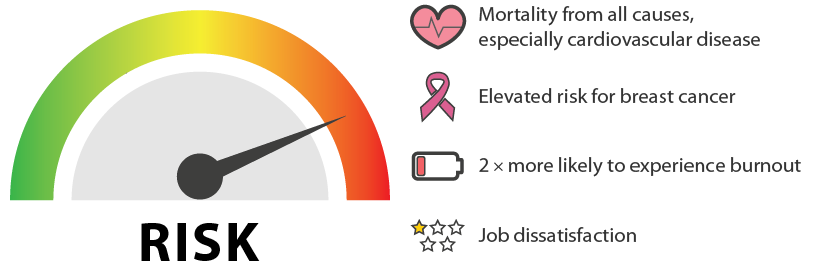 Mortality from all causes,
especially cardiovascular disease
Elevated risk for breast cancer
2 × more likely to experience burnout
Job dissatisfaction
RISK